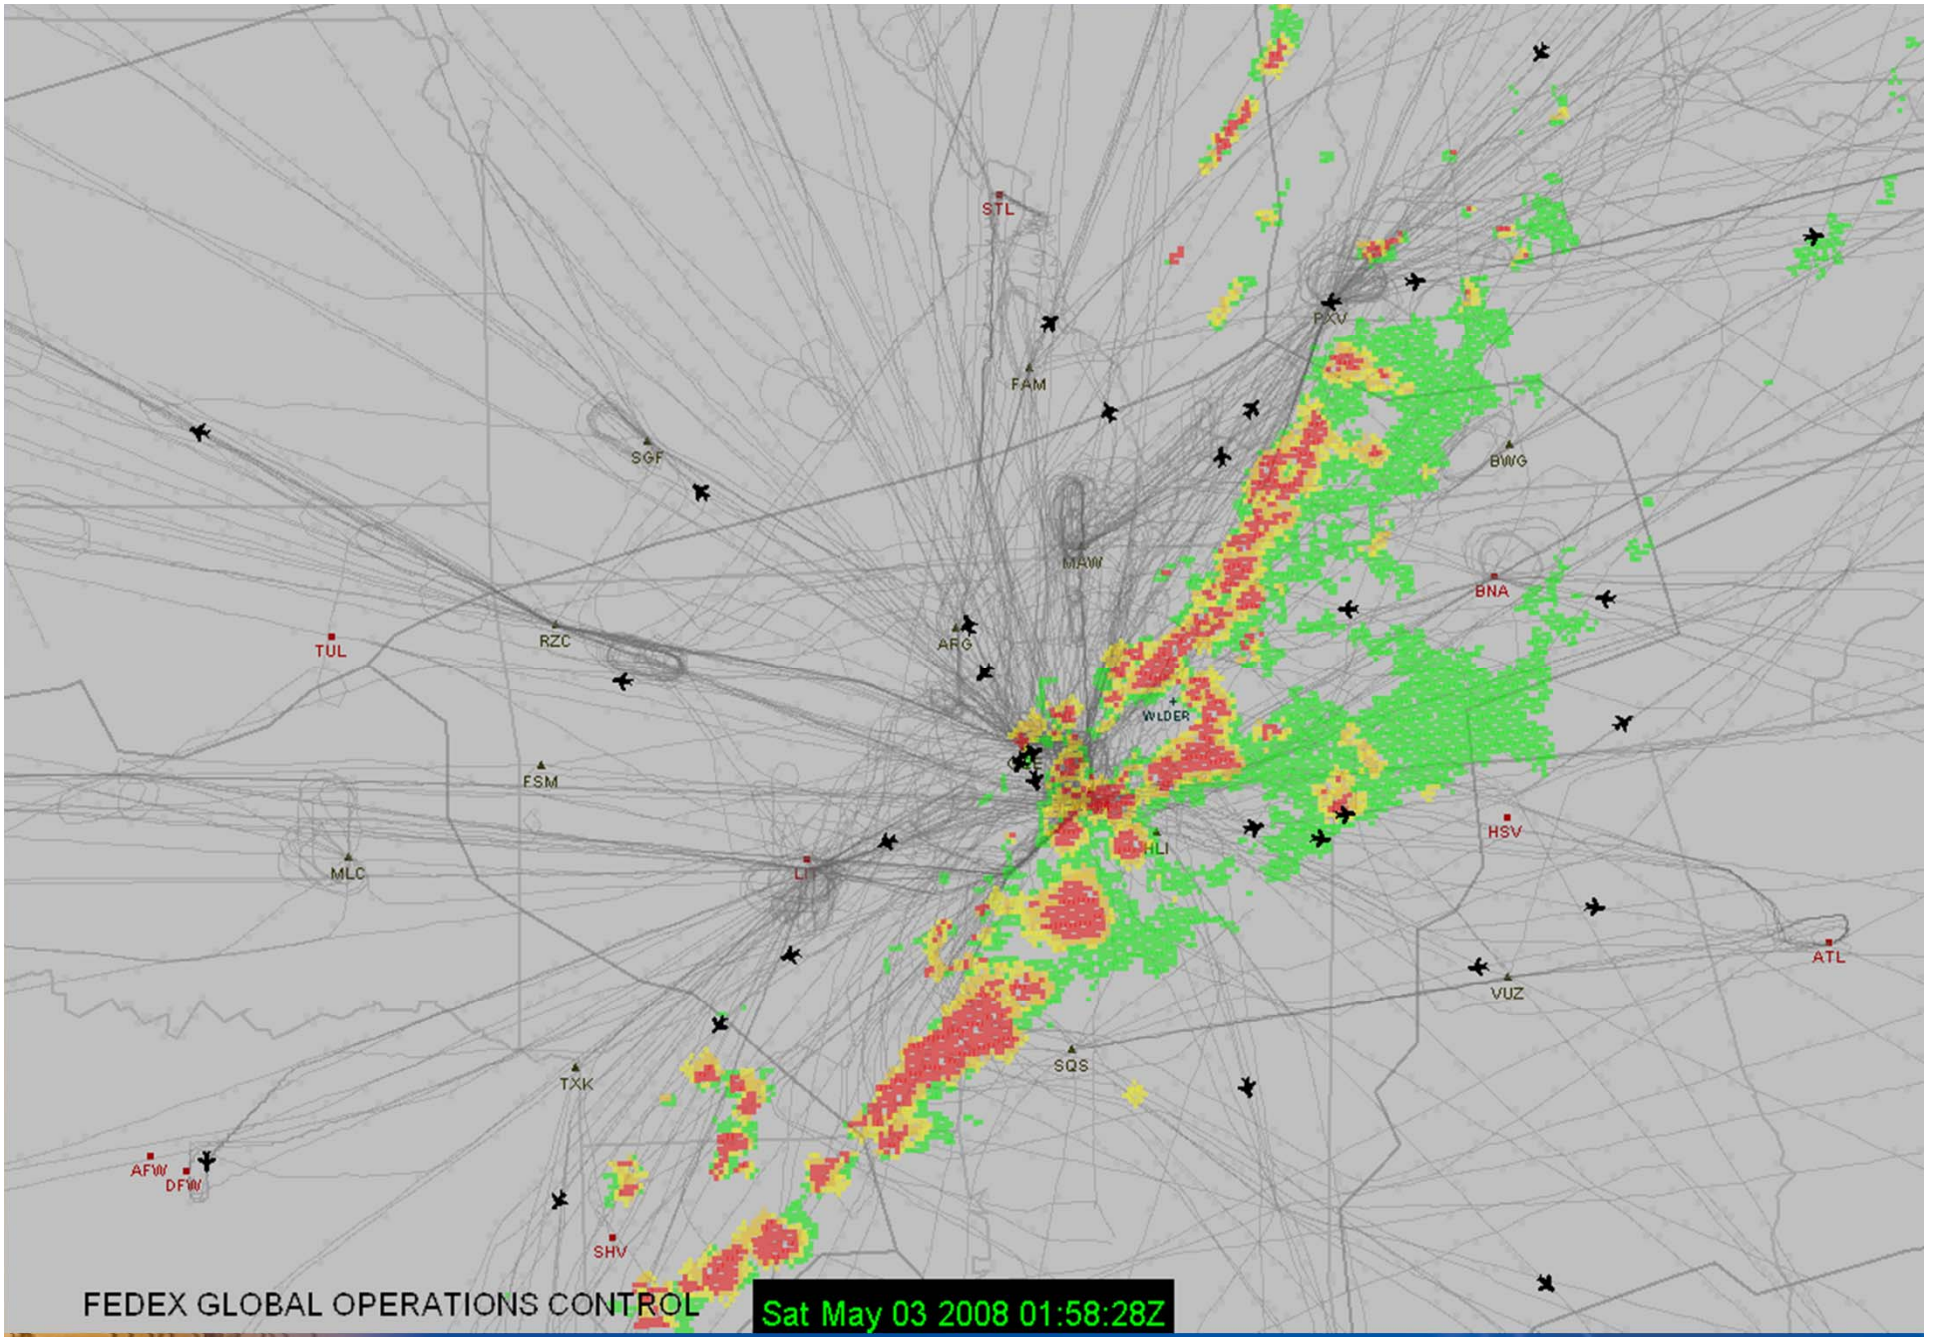 STL
PXV
FAM
SGF
BWG
MAW
BNA
RZC
TUL
ARG
WLDER
FSM
HSV
HLI
MLC
ATL
VUZ
SQS
TXK
AFW
DFW
SHV
FEDEX GLOBAL OPERATIONS CONTROL
Sat May 03 2008 01:58:28Z